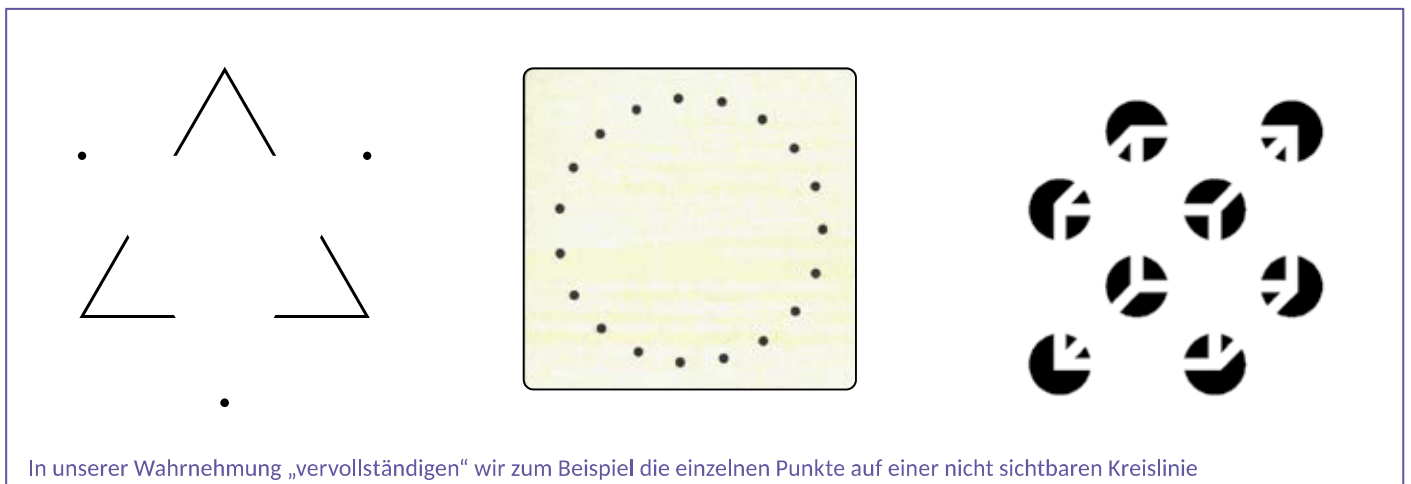 In unserer Wahrnehmung „vervollständigen“ wir zum Beispiel die einzelnen Punkte auf einer nicht sichtbaren Kreislinie